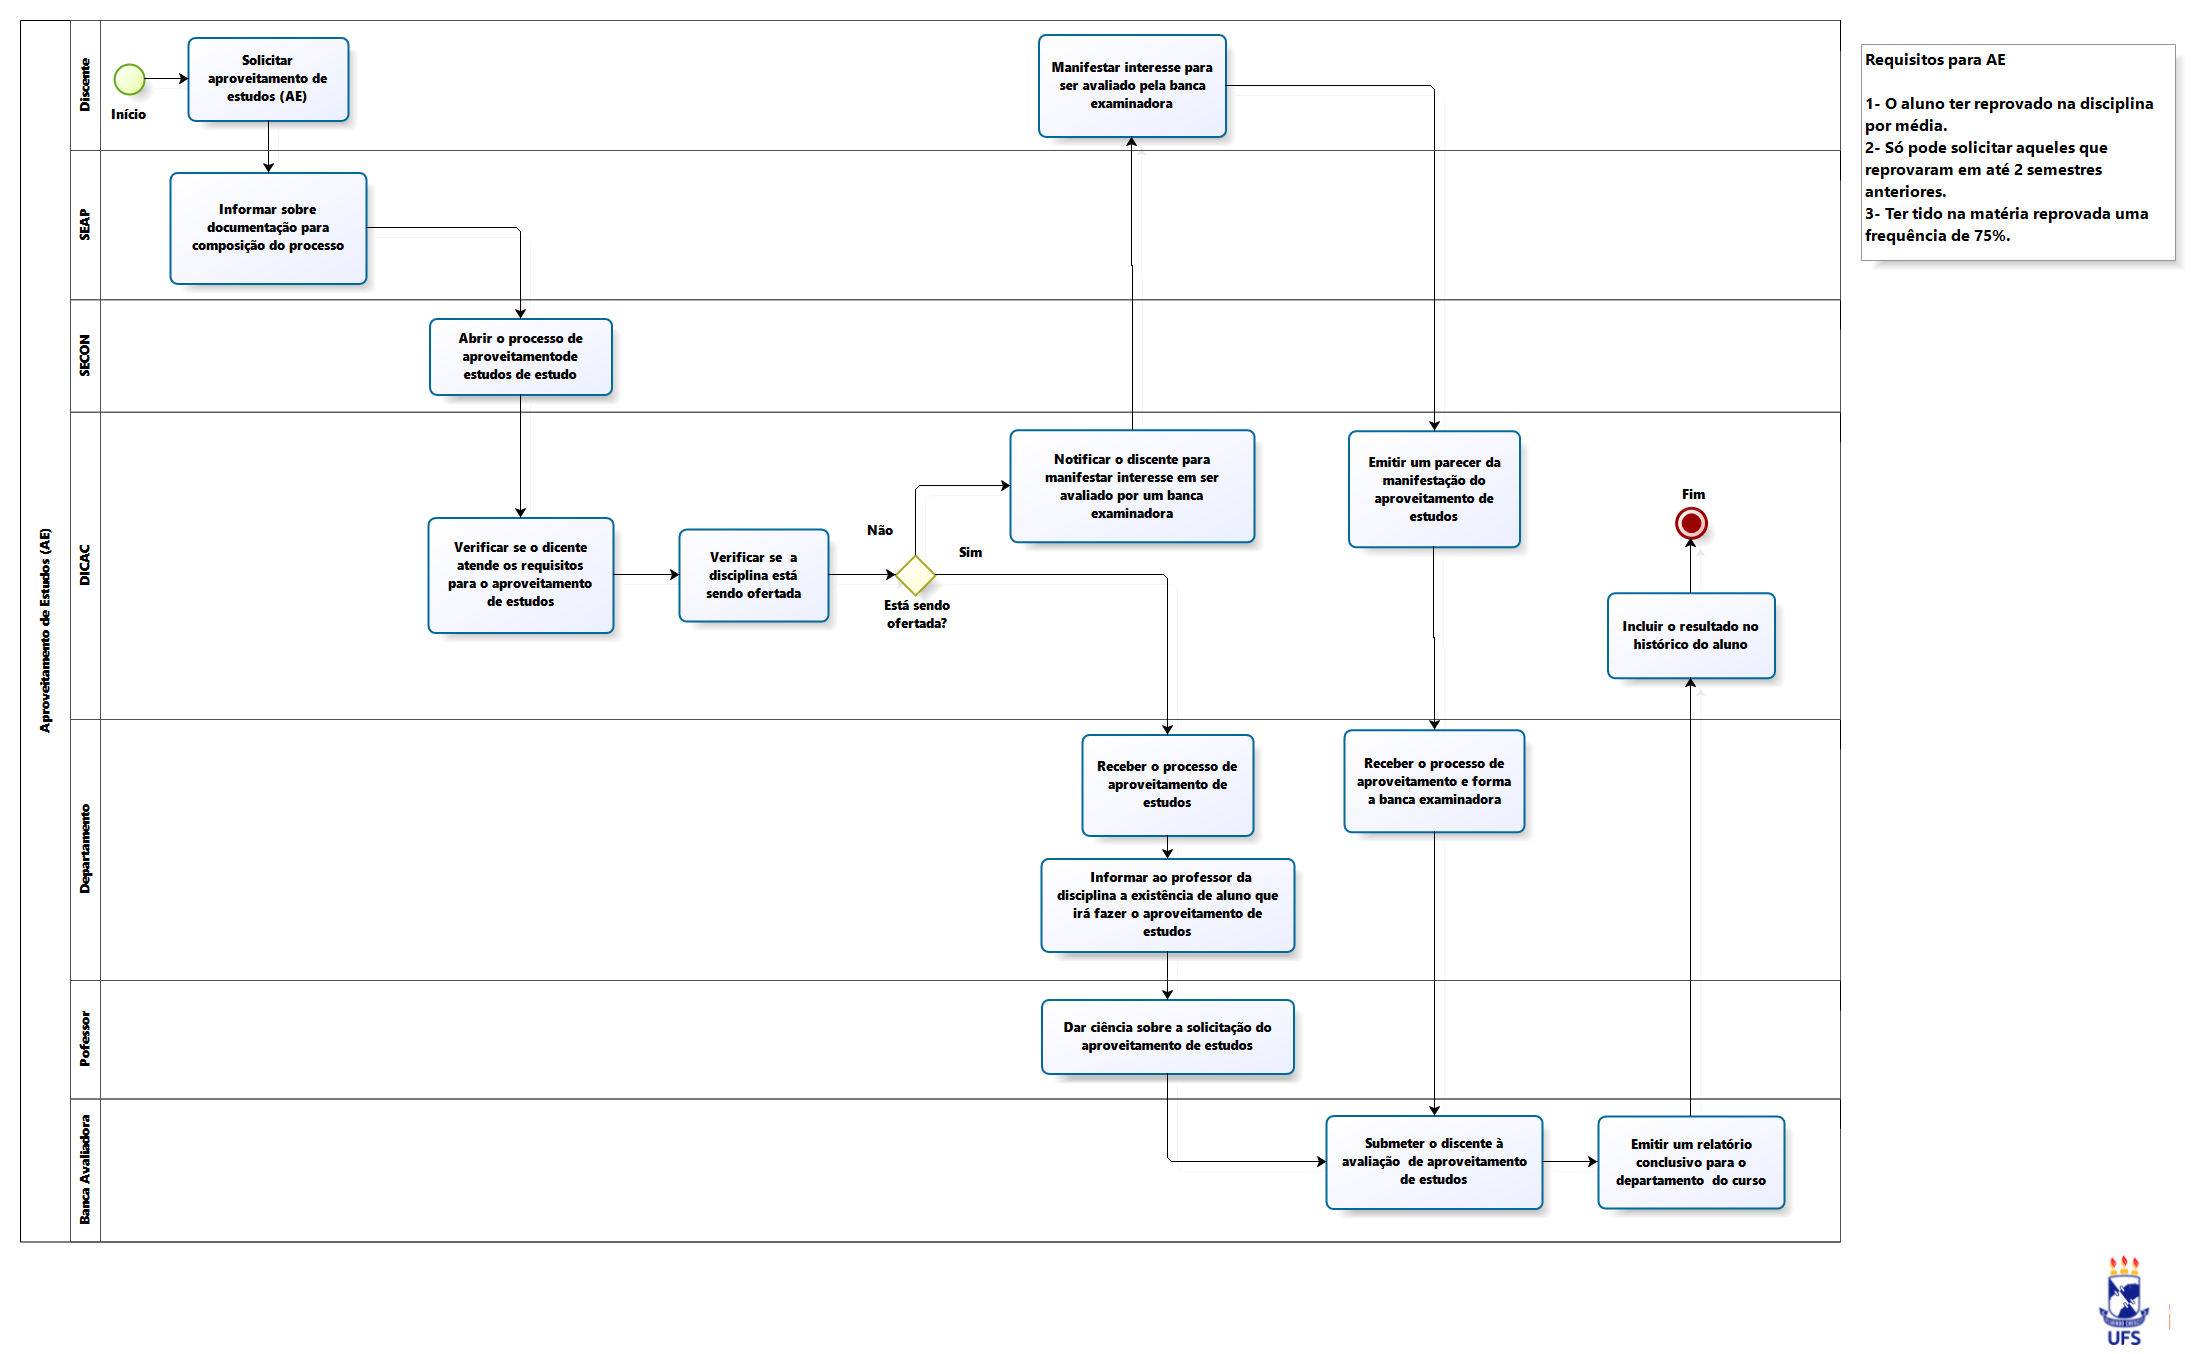 Aproveitamento de Estudos (AE)
Discente
Início
Solicitar
aproveitamento de
estudos (AE)
Manifestar interesse para
ser avaliado pela banca
examinadora
SEAP
Informar sobre
documentação para
composição do processo
SECON
Abrir o processo de
aproveitamentode
estudos de estudo
DICAC
Verificar se o dicente
atende os requisitos
para o aproveitamento
de estudos
Verificar se  a
disciplina está
sendo ofertada
Não
Sim
Está sendo
ofertada?
Notificar o discente para
manifestar interesse em ser
avaliado por um banca
examinadora
Emitir um parecer da
manifestação do
aproveitamento de
estudos
Fim
Incluir o resultado no
histórico do aluno
Departamento
Receber o processo de
aproveitamento de
estudos
Informar ao professor da
disciplina a existência de aluno que
irá fazer o aproveitamento de
estudos
Receber o processo de
aproveitamento e forma
a banca examinadora
Pofessor
Dar ciência sobre a solicitação do
aproveitamento de estudos
Banca Avaliadora
Submeter o discente à
avaliação  de aproveitamento
de estudos
Emitir um relatório
conclusivo para o
departamento  do curso
Requisitos para AE
1- O aluno ter reprovado na disciplina
por média.
2- Só pode solicitar aqueles que
reprovaram em até 2 semestres
anteriores.
3- Ter tido na matéria reprovada uma
frequência de 75%.
UFS